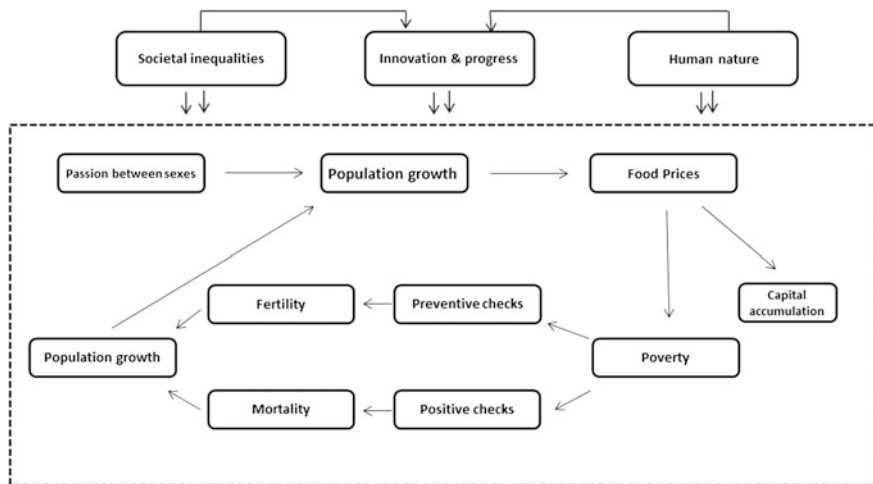 Societal inequalities
Innovation & progress
Human nature
Passion between sexes
Population growth
Food Prices
Capital
accumulation
Fertility
Preventive checks
Population growth
Poverty
Mortality
Positive checks